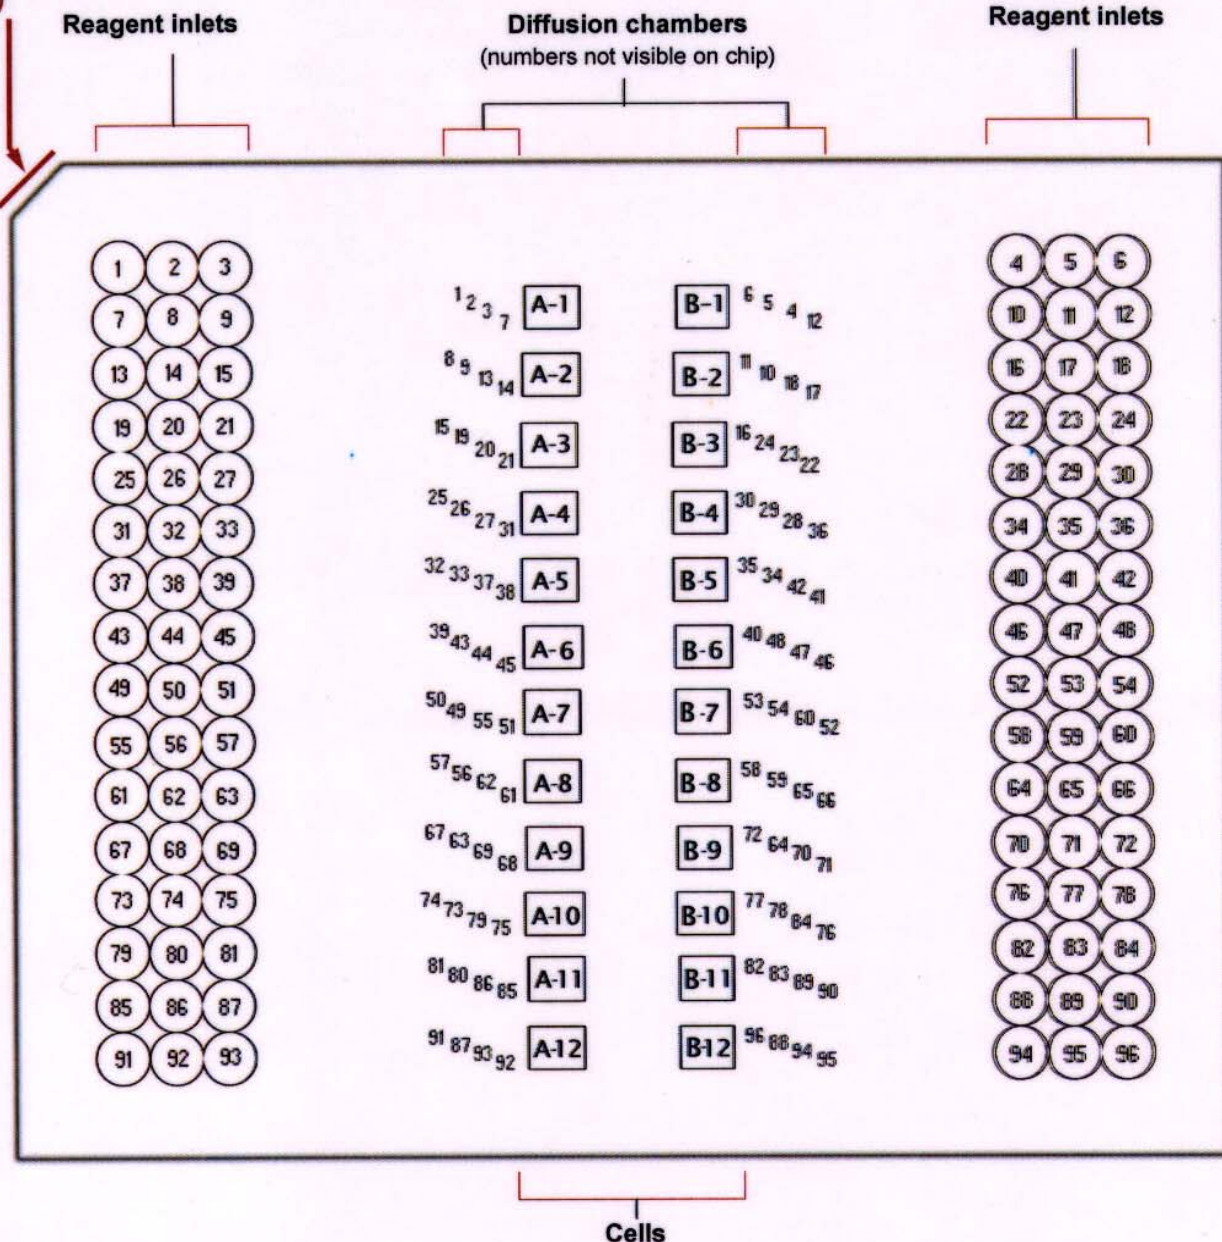 Reagent inlets
Diffusion chambers
(numbers not visible on chip)
Reagent inlets
1 2 3
7 8 9
13 14 15
19 20 21
25 26 27
31 32 33
37 38 39
43 44 45
49 50 51
55 56 57
61 62 63
67 68 69
73 74 75
79 80 81
85 86 87
91 92 93
1 2 3 7 A-1 B-1 6 5 4 12
8 9 13 14 A-2 B-2 11 10 18 17
15 19 20 21 A-3 B-3 16 24 23 22
25 26 27 31 A-4 B-4 30 29 28 36
32 33 37 38 A-5 B-5 35 34 42 41
39 43 44 45 A-6 B-6 40 48 47 46
50 49 55 51 A-7 B-7 53 54 60 52
57 56 62 61 A-8 B-8 58 59 65 66
67 63 69 68 A-9 B-9 72 64 70 71
74 73 79 75 A-10 B-10 77 78 84 76
81 80 86 85 A-11 B-11 82 83 89 90
91 87 93 92 A-12 B-12 96 88 94 95
4 5 6
10 11 12
16 17 18
22 23 24
28 29 30
34 35 36
40 41 42
46 47 48
52 53 54
58 59 60
64 65 66
70 71 72
76 77 78
82 83 84
88 89 90
94 95 96
Cells